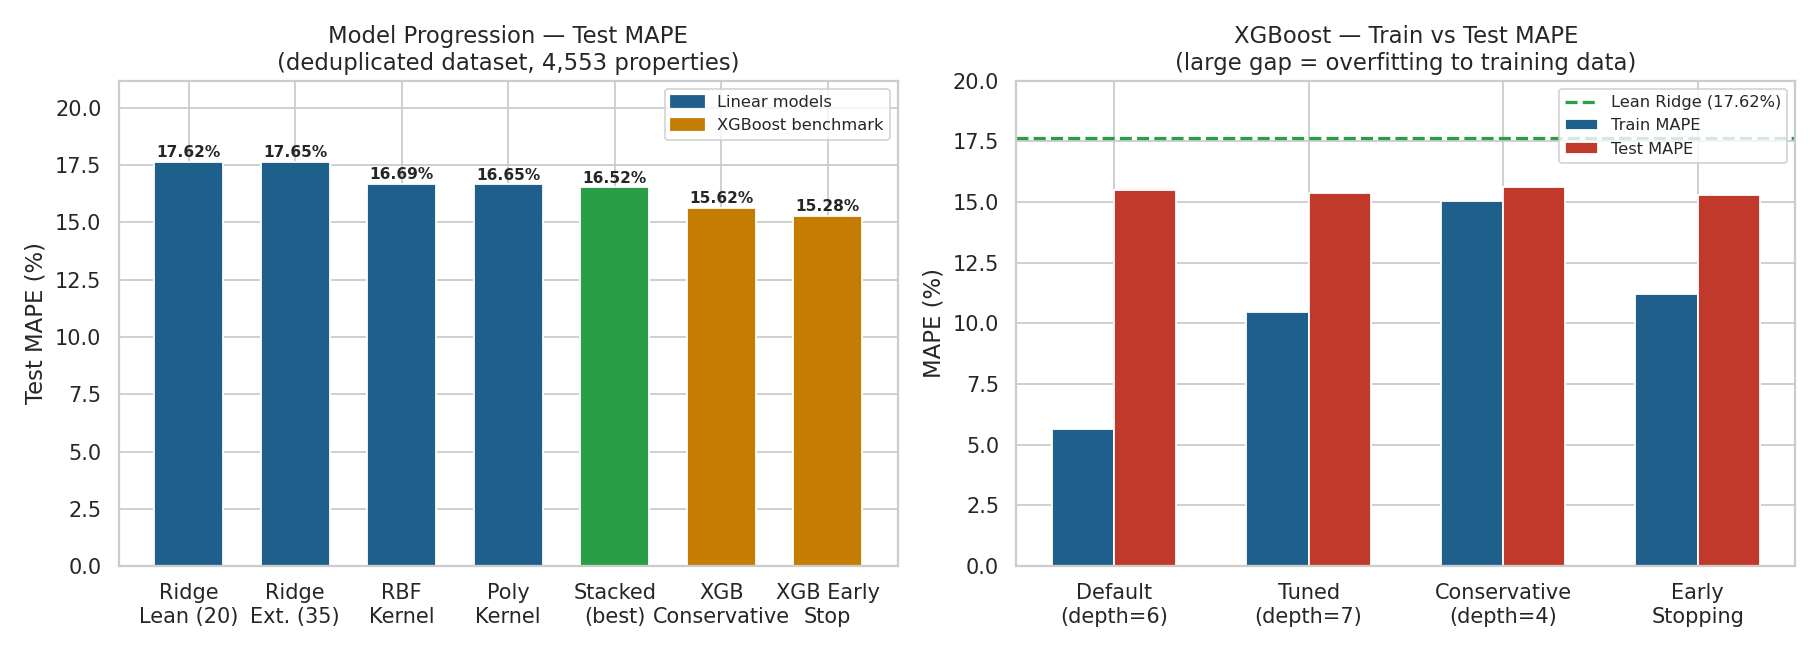 Model Progression — Test MAPE
(deduplicated dataset, 4,553 properties)
Test MAPE (%)
20.0
17.5
15.0
12.5
10.0
7.5
5.0
2.5
0.0
Linear models
XGBoost benchmark
17.62%
17.65%
16.69%
16.65%
16.52%
15.62%
15.28%
Ridge
Lean (20)
Ridge
Ext. (35)
RBF
Kernel
Poly
Kernel
Stacked
(best)
XGB
Conservative
XGB Early
Stop
XGBoost — Train vs Test MAPE
(large gap = overfitting to training data)
MAPE (%)
20.0
17.5
15.0
12.5
10.0
7.5
5.0
2.5
0.0
Lean Ridge (17.62%)
Train MAPE
Test MAPE
Default
(depth=6)
Tuned
(depth=7)
Conservative
(depth=4)
Early
Stopping